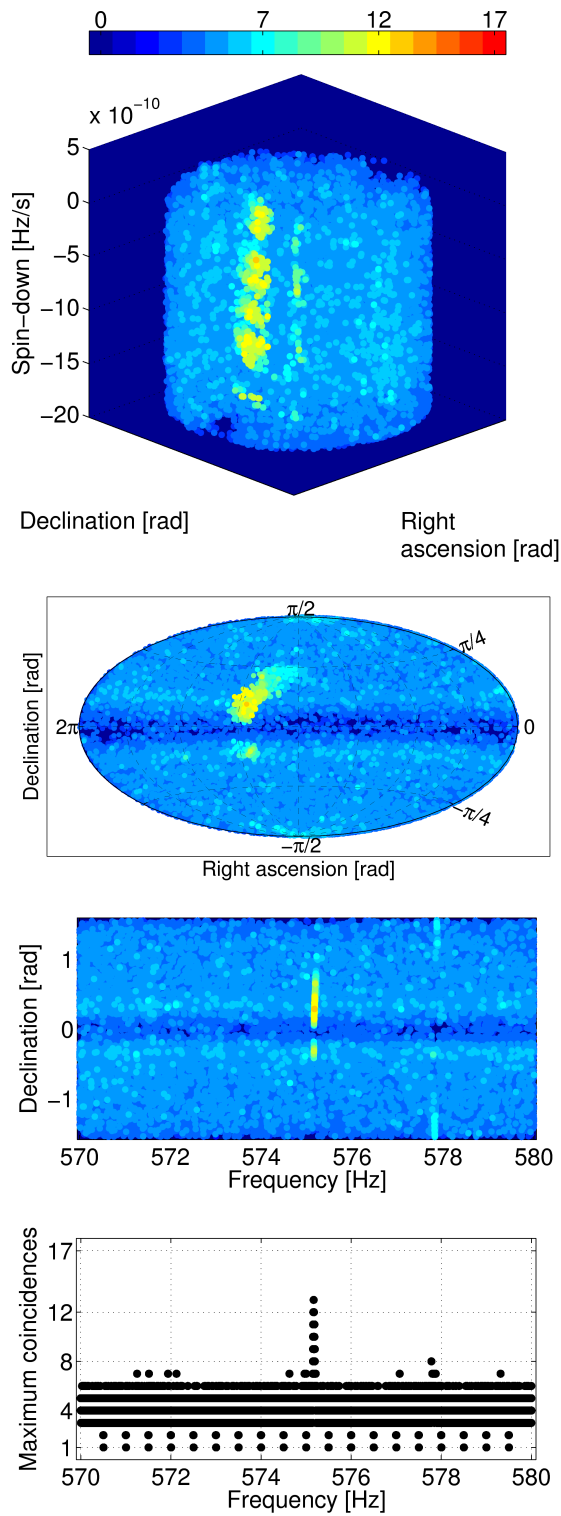 0 7 12 17
x 10⁻¹⁰
5
0
−5
−10
−15
−20
Spin−down [Hz/s]
Declination [rad]
Right
ascension [rad]
π/2
π/4
2π
0
−π/4
−π/2
Declination [rad]
Right ascension [rad]
1
0
−1
Declination [rad]
570 572 574 576 578 580
Frequency [Hz]
17
12
8
4
1
Maximum coincidences
570 572 574 576 578 580
Frequency [Hz]